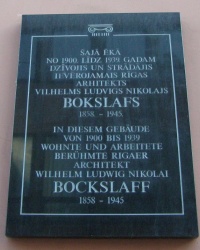 ŠAJĀ ĒKĀ
NO 1900. LĪDZ 1939. GADAM
DZĪVOJIS UN STRĀDĀJIS
IEVĒROJAMAIS RĪGAS
ARHITEKTS
VILHELMS LUDVIGS NIKOLAJS
BOKSLAFS
1858 - 1945
IN DIESEM GEBÄUDE
VON 1900 BIS 1939
WOHNTE UND ARBEITETE
BERÜHMTE RIGAER
ARCHITEKT
WILHELM LUDWIG NIKOLAI
BOCKSLAFF
1858 - 1945